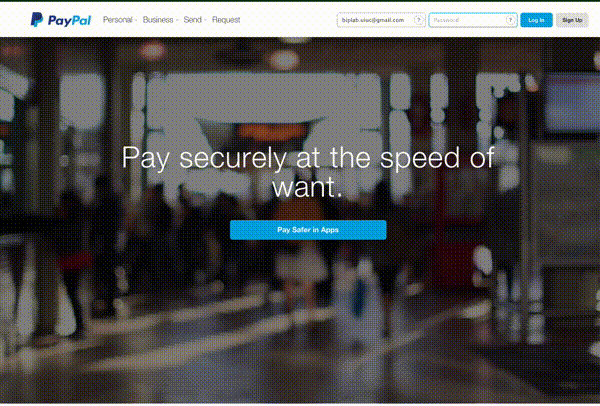 PayPal
Personal Business Send Request
biplab.uiuc@gmail.com ? Password ? Log In Sign Up
Pay securely at the speed of
want.
Pay Safer in Apps